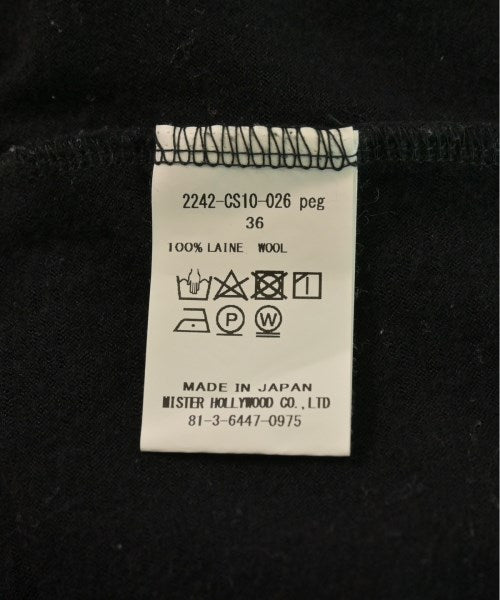 2242-CS10-026 peg
36
100% LAINE WOOL
P W
MADE IN JAPAN
MISTER HOLLYWOOD CO.,LTD
81-3-6447-0975